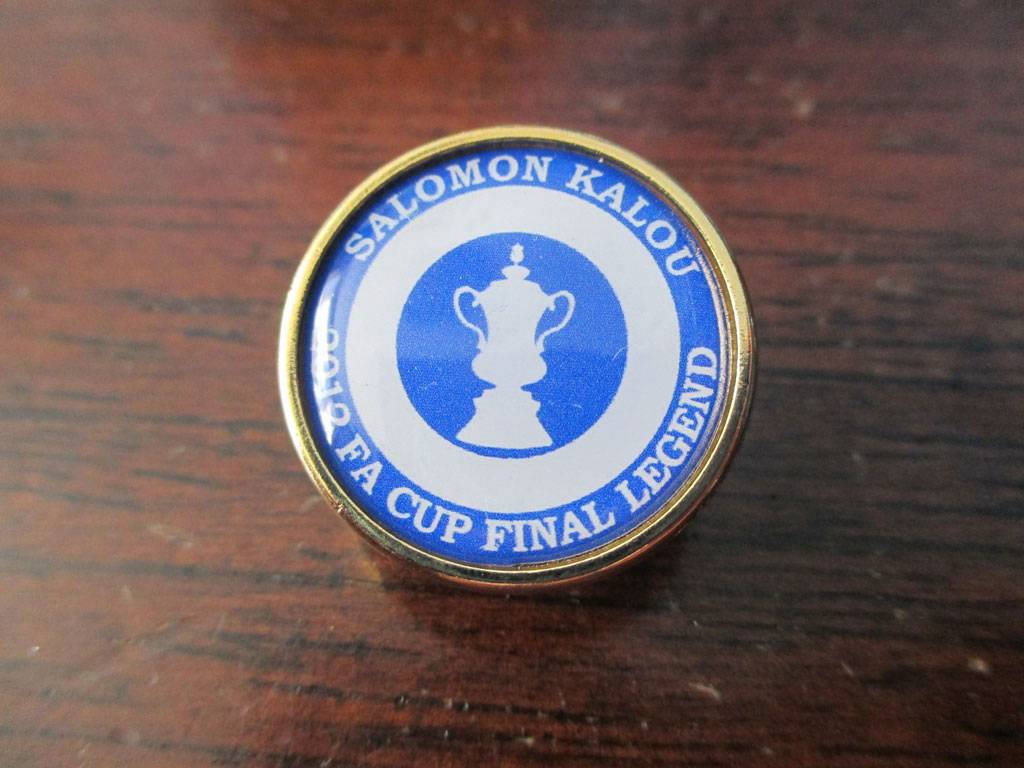 SALOMON KALOU
2012 FA CUP FINAL LEGEND